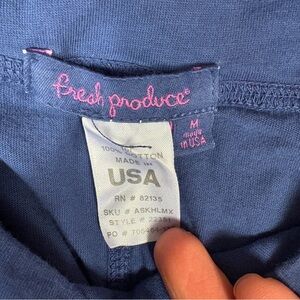 fresh produce®
M
made
in USA
100% COTTON
MADE IN
USA
RN # 82135
SKU # ASKHLMX
STYLE #
PO #